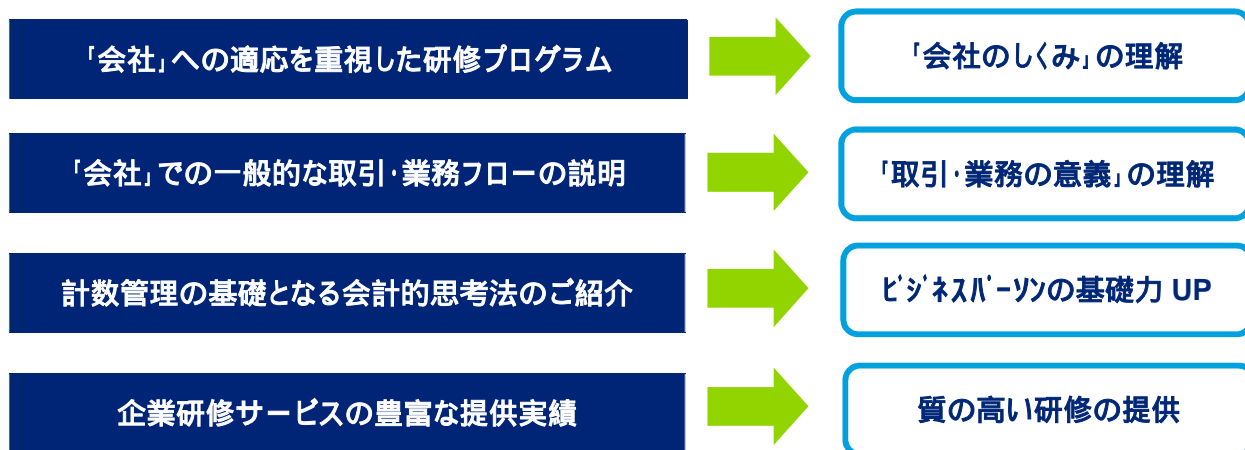 「会社」への適応を重視した研修プログラム
「会社のしくみ」の理解
「会社」での一般的な取引・業務フローの説明
「取引・業務の意義」の理解
計数管理の基礎となる会計的思考法のご紹介
ﾋﾞｼﾞﾈｽﾊﾟｰｿﾝの基礎力 UP
企業研修サービスの豊富な提供実績
質の高い研修の提供